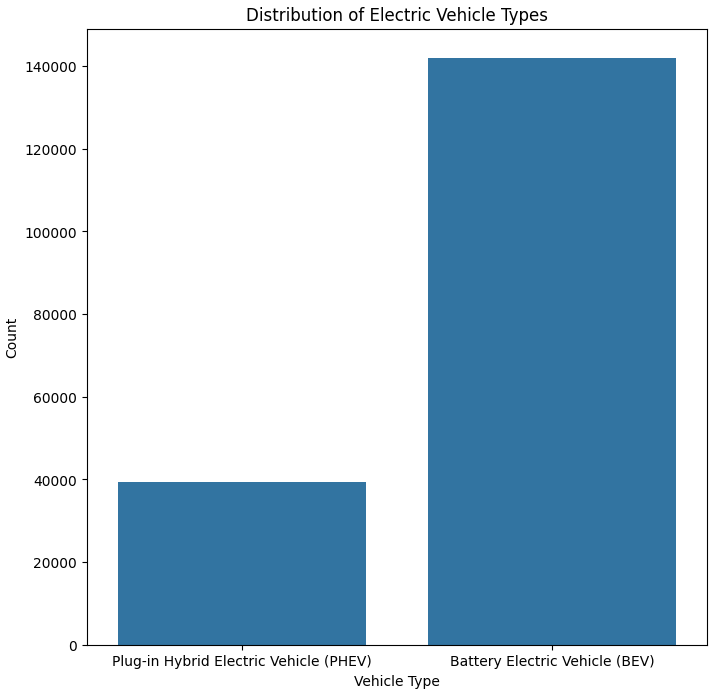 Distribution of Electric Vehicle Types
140000
120000
100000
80000
60000
40000
20000
0
Count
Plug-in Hybrid Electric Vehicle (PHEV)
Battery Electric Vehicle (BEV)
Vehicle Type